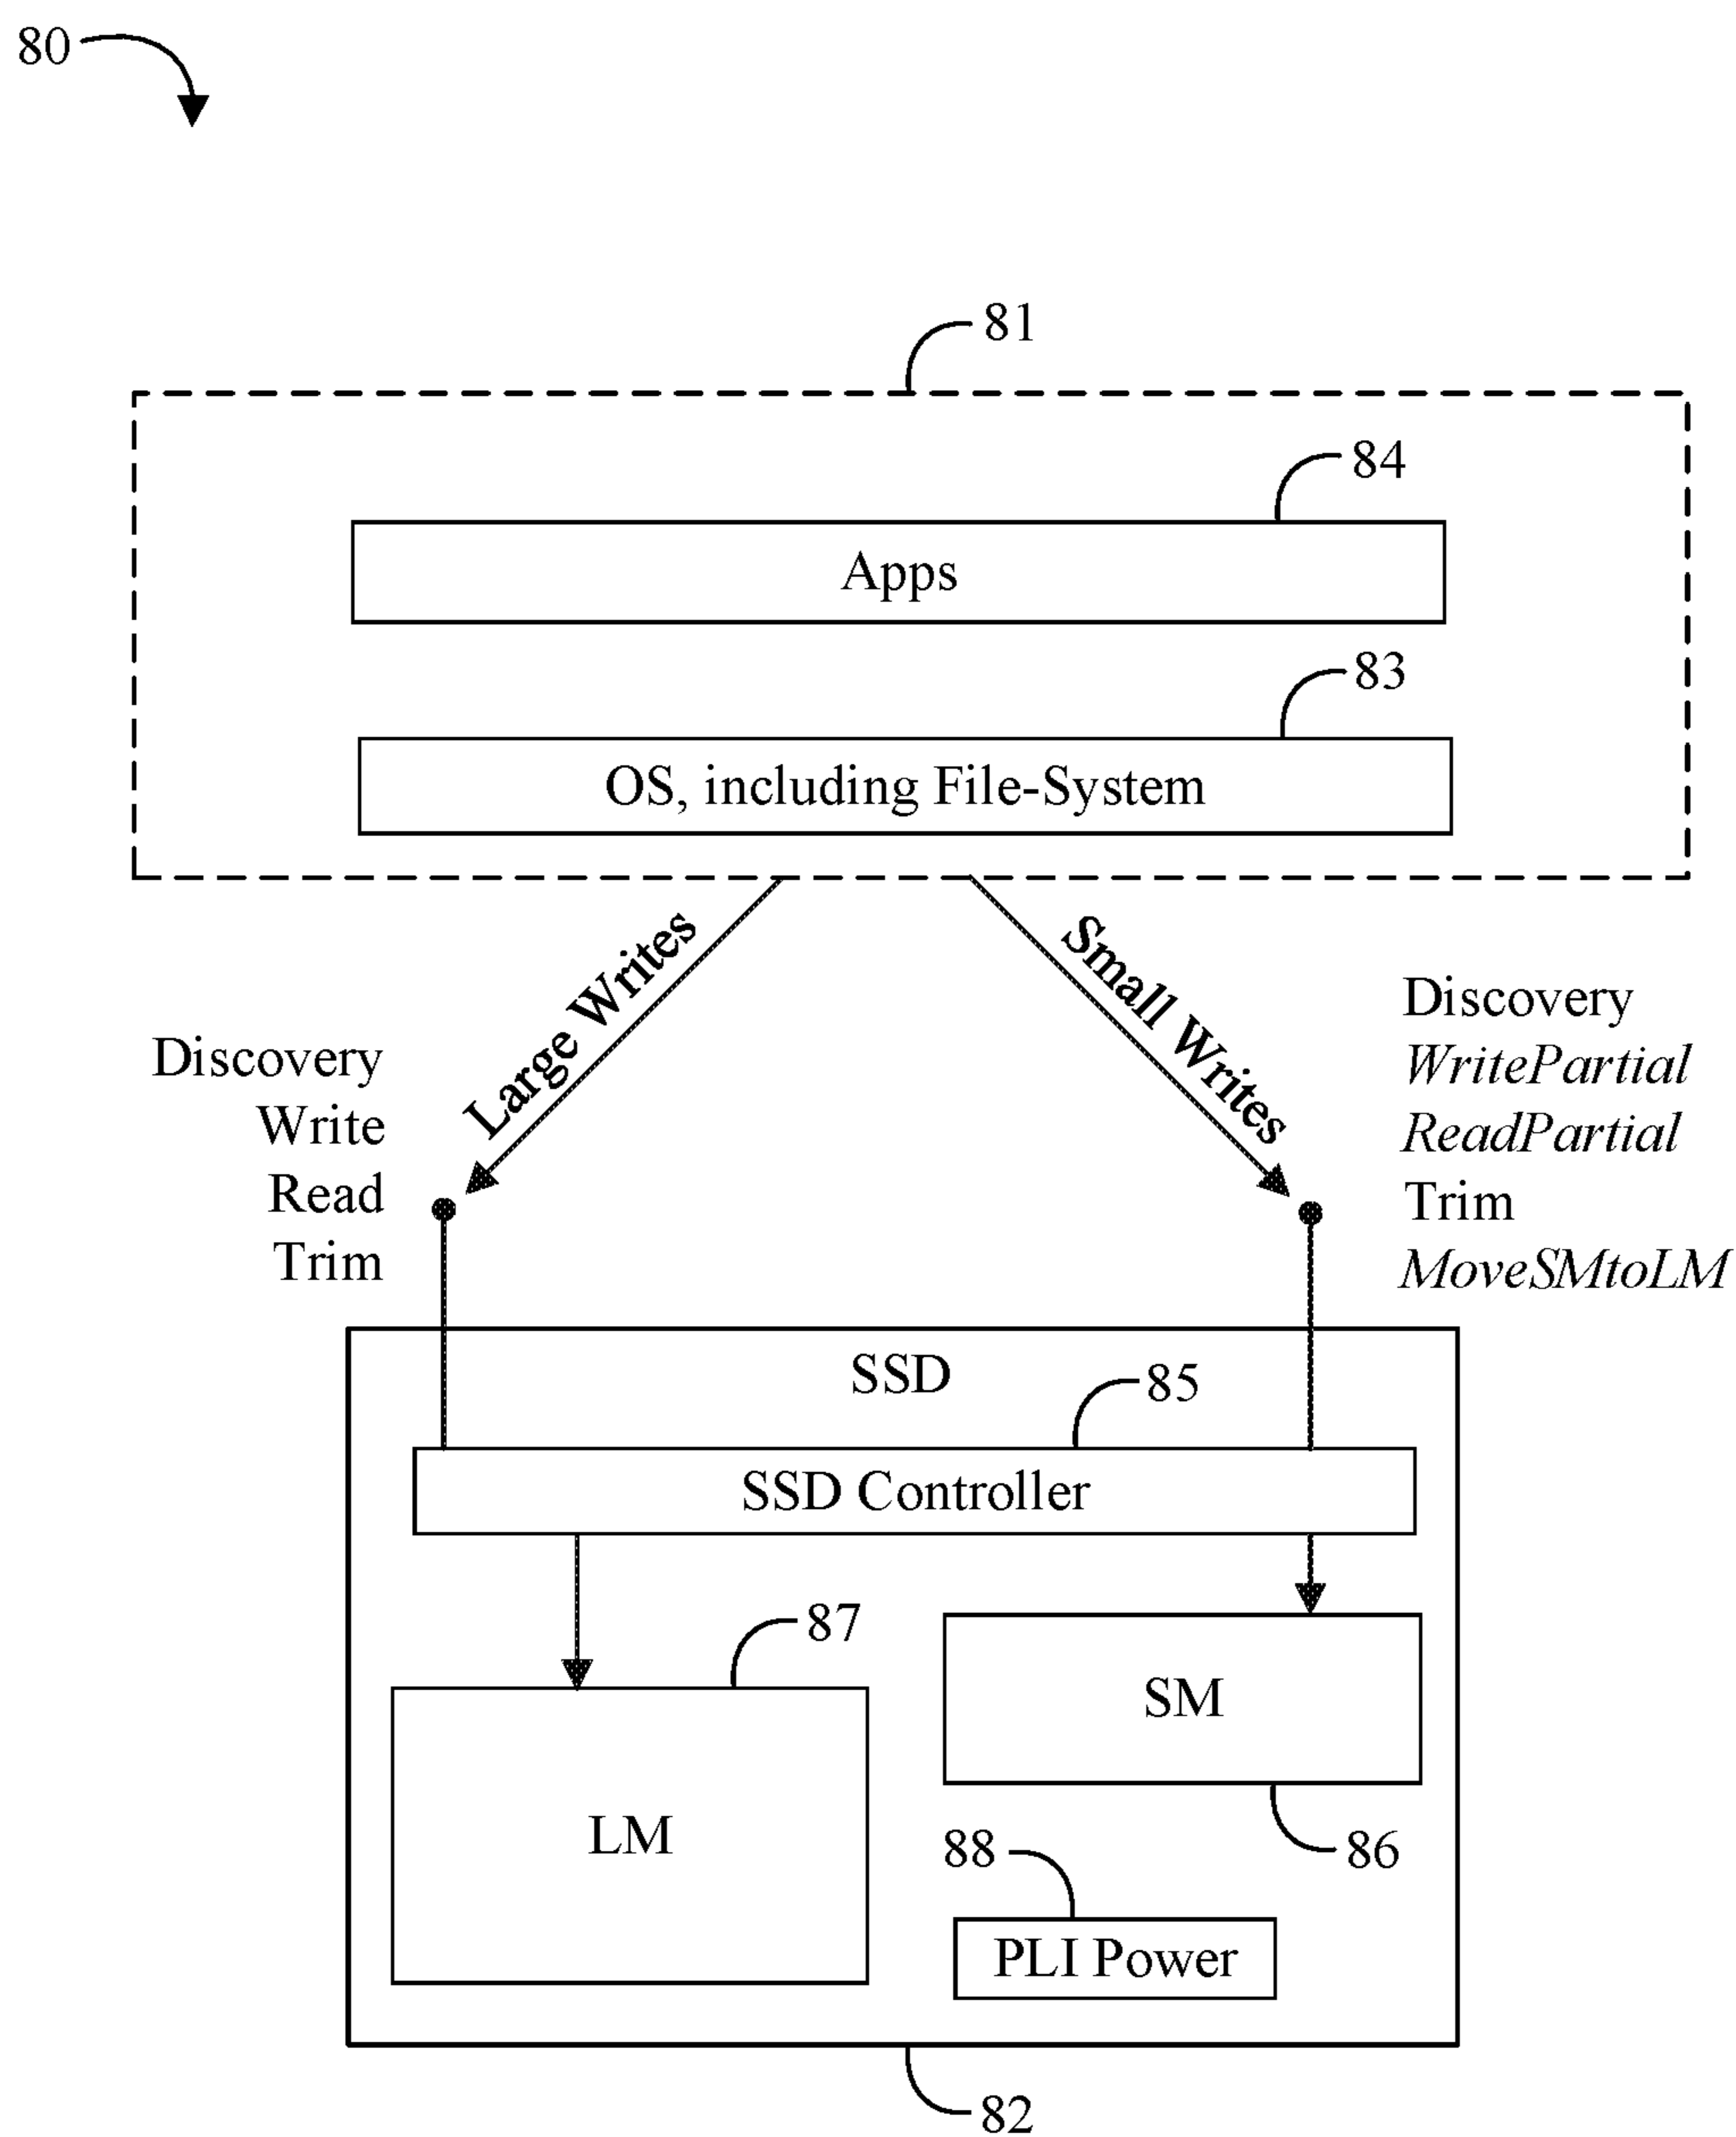 80
81
84
Apps
83
OS, including File-System
Large Writes
Small Writes
Discovery
Write
Read
Trim
Discovery
WritePartial
ReadPartial
Trim
MoveSMtoLM
SSD
85
SSD Controller
87
LM
SM
86
88
PLI Power
82